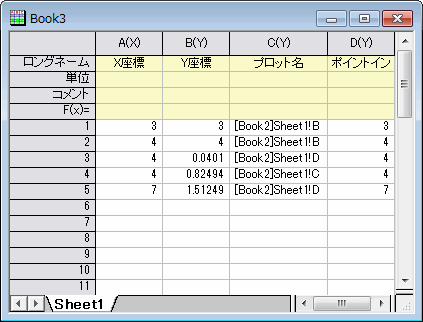 Book3
A(X) B(Y) C(Y) D(Y)
ロングネーム X座標 Y座標 プロット名 ポイントイン
単位
コメント
F(x)=
1 3 3 [Book2]Sheet1!B 3
2 4 4 [Book2]Sheet1!B 4
3 4 0.0401 [Book2]Sheet1!D 4
4 4 0.82494 [Book2]Sheet1!C 4
5 7 1.51249 [Book2]Sheet1!D 7
6
7
8
9
10
11
Sheet1